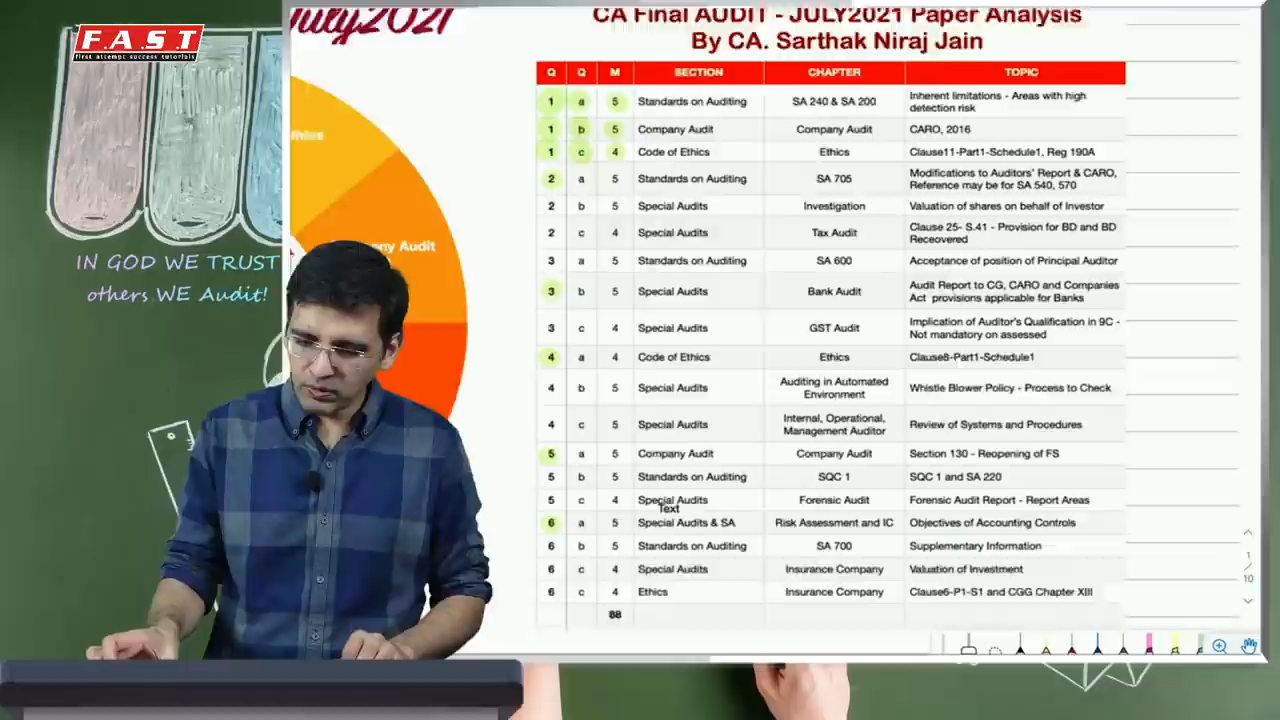 July2021
F.A.S.T
first attempt success tutorials
IN GOD WE TRUST
others WE Audit!
thics
ny Audit
CA Final AUDIT - JULY2021 Paper Analysis
By CA. Sarthak Niraj Jain
Q Q M SECTION CHAPTER TOPIC
1 a 5 Standards on Auditing SA 240 & SA 200 Inherent limitations - Areas with high
detection risk
1 b 5 Company Audit Company Audit CARO, 2016
1 c 4 Code of Ethics Ethics Clause11-Part1-Schedule1, Reg 190A
2 a 5 Standards on Auditing SA 705 Modifications to Auditors' Report & CARO,
Reference may be for SA 540, 570
2 b 5 Special Audits Investigation Valuation of shares on behalf of Investor
2 c 4 Special Audits Tax Audit Clause 25- S.41 - Provision for BD and BD
Receovered
3 a 5 Standards on Auditing SA 600 Acceptance of position of Principal Auditor
3 b 5 Special Audits Bank Audit Audit Report to CG, CARO and Companies
Act provisions applicable for Banks
3 c 4 Special Audits GST Audit Implication of Auditor's Qualification in 9C -
Not mandatory on assessed
4 a 4 Code of Ethics Ethics Clause8-Part1-Schedule1
4 b 5 Special Audits Auditing in Automated
Environment Whistle Blower Policy - Process to Check
4 c 5 Special Audits Internal, Operational,
Management Auditor Review of Systems and Procedures
5 a 5 Company Audit Company Audit Section 130 - Reopening of FS
5 b 5 Standards on Auditing SQC 1 SQC 1 and SA 220
5 c 4 Special Audits Forensic Audit Forensic Audit Report - Report Areas
Text
6 a 5 Special Audits & SA Risk Assessment and IC Objectives of Accounting Controls
6 b 5 Standards on Auditing SA 700 Supplementary Information
6 c 4 Special Audits Insurance Company Valuation of Investment
6 c 4 Ethics Insurance Company Clause6-P1-S1 and CGG Chapter XIII
88
1
/
10